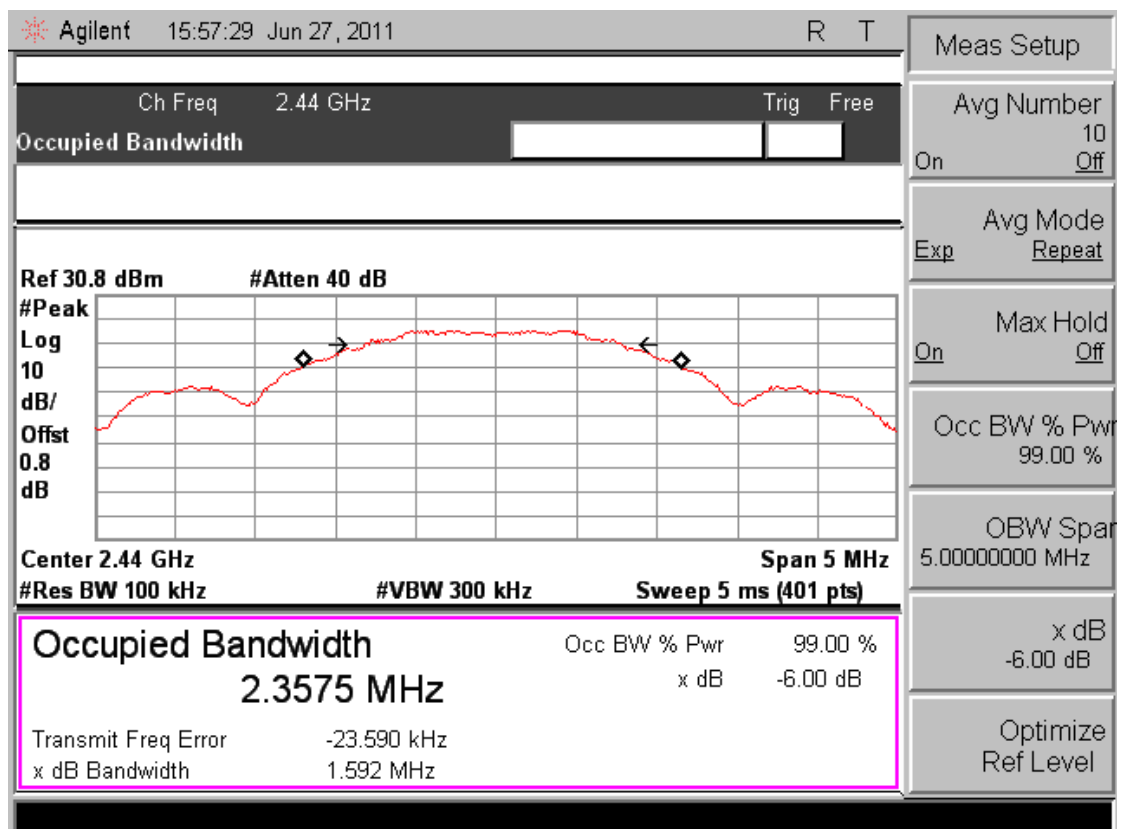 Agilent 15:57:29 Jun 27, 2011 R T
Ch Freq 2.44 GHz Trig Free
Occupied Bandwidth
Ref 30.8 dBm #Atten 40 dB
#Peak
Log
10
dB/
Offst
0.8
dB
Center 2.44 GHz Span 5 MHz
#Res BW 100 kHz #VBW 300 kHz Sweep 5 ms (401 pts)
Occupied Bandwidth Occ BW % Pwr 99.00 %
2.3575 MHz x dB -6.00 dB
Transmit Freq Error -23.590 kHz
x dB Bandwidth 1.592 MHz
Meas Setup
Avg Number
10
On Off
Avg Mode
Exp Repeat
Max Hold
On Off
Occ BW % Pwr
99.00 %
OBW Span
5.00000000 MHz
x dB
-6.00 dB
Optimize
Ref Level